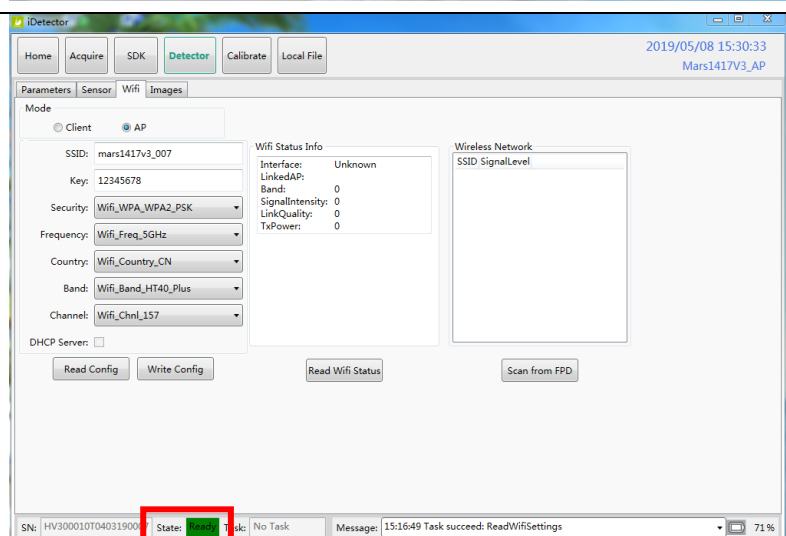 iDetector
Home Acquire SDK Detector Calibrate Local File
2019/05/08 15:30:33
Mars1417V3_AP
Parameters Sensor Wifi Images
Mode
Client AP
SSID: mars1417v3_007
Key: 12345678
Security: Wifi_WPA_WPA2_PSK
Frequency: Wifi_Freq_5GHz
Country: Wifi_Country_CN
Band: Wifi_Band_HT40_Plus
Channel: Wifi_Chnl_157
DHCP Server:
Read Config Write Config
Wifi Status Info
Interface: Unknown
LinkedAP:
Band: 0
SignalIntensity: 0
LinkQuality: 0
TxPower: 0
Read Wifi Status
Wireless Network
SSID SignalLevel
Scan from FPD
SN: State: Ready No Task Message: 15:16:49 Task succeed: ReadWifiSettings 71%